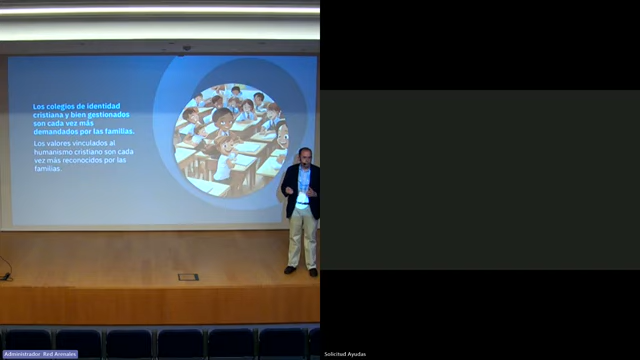 Los colegios de identidad
cristiana y bien gestionados
son cada vez más
demandados por las familias.
Los valores vinculados al
humanismo cristiano son cada
vez más reconocidos por las
familias.
Administrador Red Arenales
Solicitud Ayudas